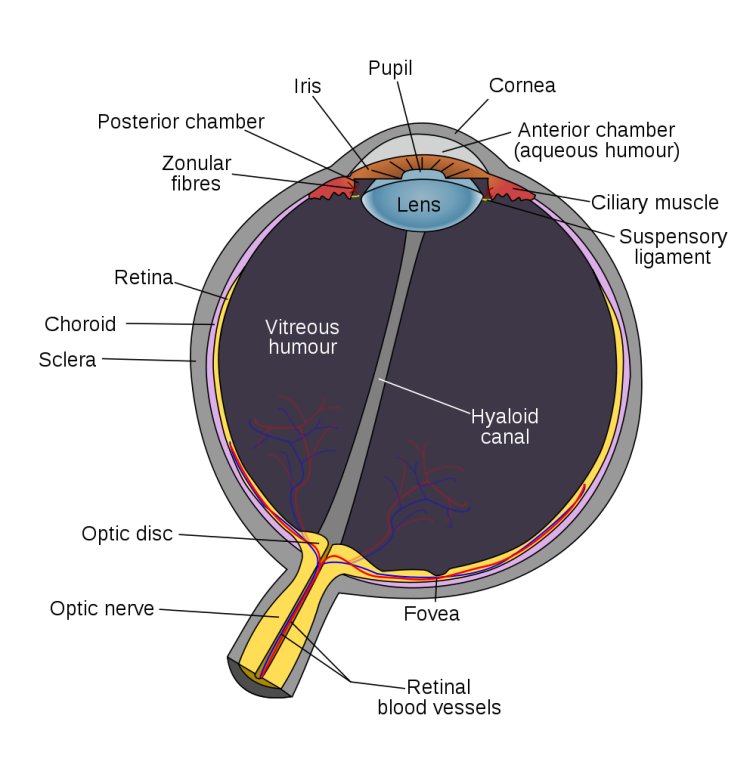 Pupil
Iris
Cornea
Posterior chamber
Anterior chamber
(aqueous humour)
Zonular
fibres
Lens
Ciliary muscle
Suspensory
ligament
Retina
Choroid
Vitreous
humour
Sclera
Hyaloid
canal
Optic disc
Optic nerve
Fovea
Retinal
blood vessels